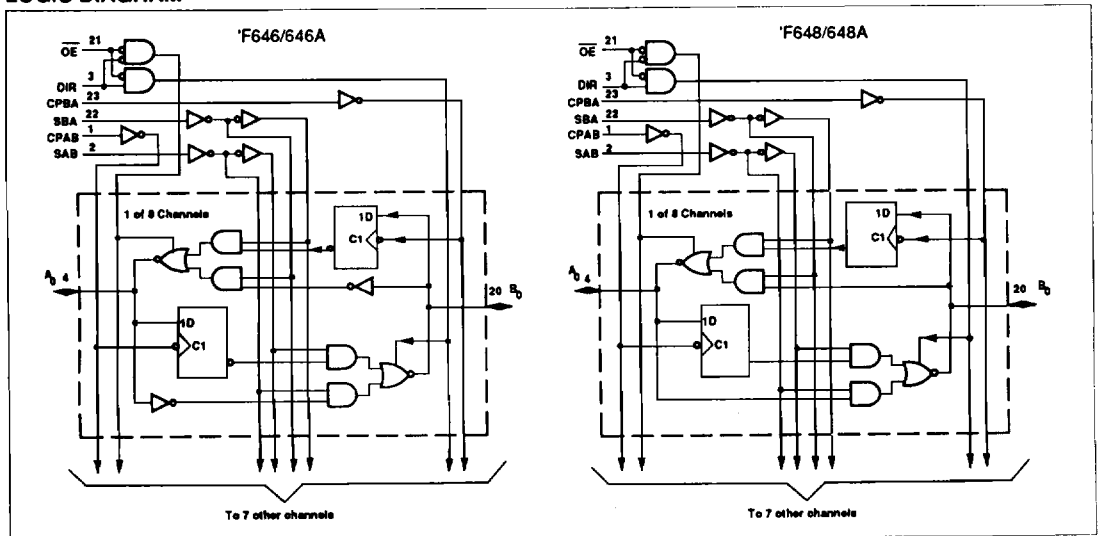 'F646/646A
OE 21
DIR 3
CPBA 23
SBA 22
CPAB 1
SAB 2
1 of 8 Channels
1D
C1
A0 4
20 B0
1D
C1
To 7 other channels
'F648/648A
OE 21
DIR 3
CPBA 23
SBA 22
CPAB 1
SAB 2
1 of 8 Channels
1D
C1
A0 4
20 B0
1D
C1
To 7 other channels